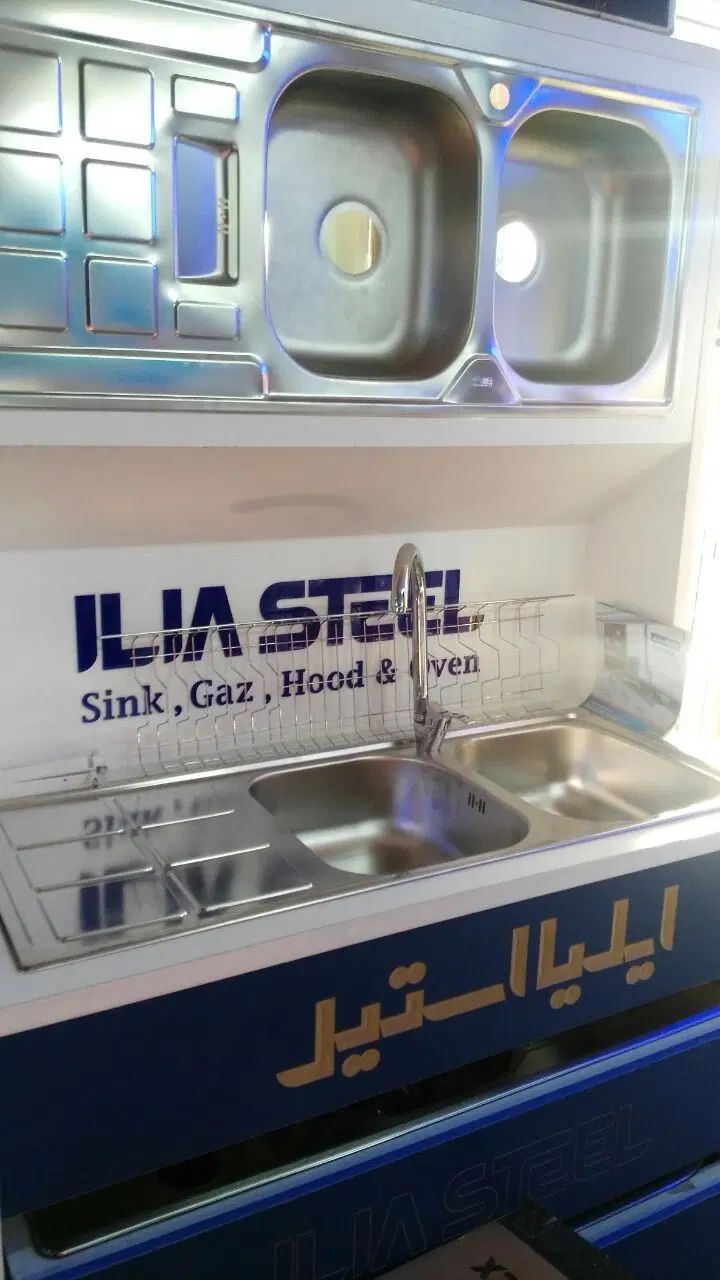 ILIA STEEL
Sink , Gaz , Hood & Oven
ایلیا استیل
ILIA STEEL